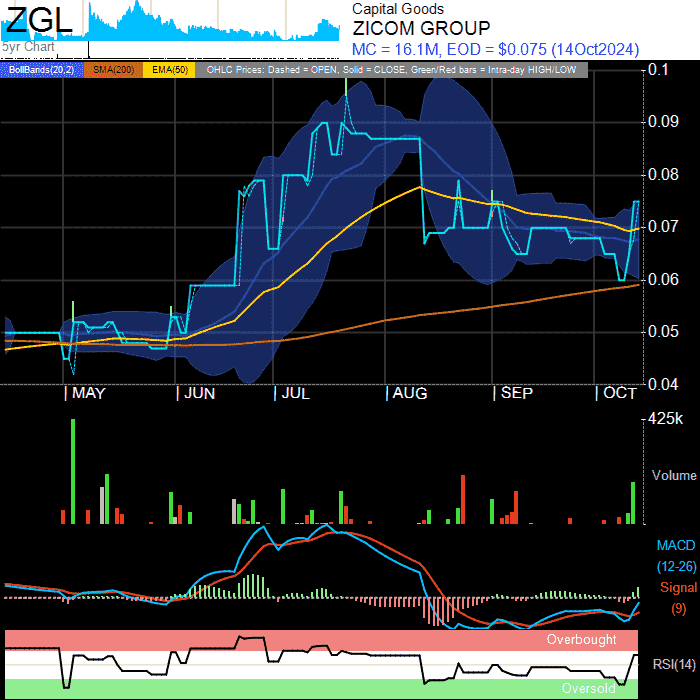 ZGL
5yr Chart
Capital Goods
ZICOM GROUP
MC = 16.1M, EOD = $0.075 (14Oct2024)
BollBands(20,2) SMA(200) EMA(50) OHLC Prices: Dashed = OPEN, Solid = CLOSE, Green/Red bars = Intra-day HIGH/LOW
0.1
0.09
0.08
0.07
0.06
0.05
0.04
MAY JUN JUL AUG SEP OCT
425k
Volume
MACD
(12-26)
Signal
(9)
Overbought
RSI(14)
Oversold